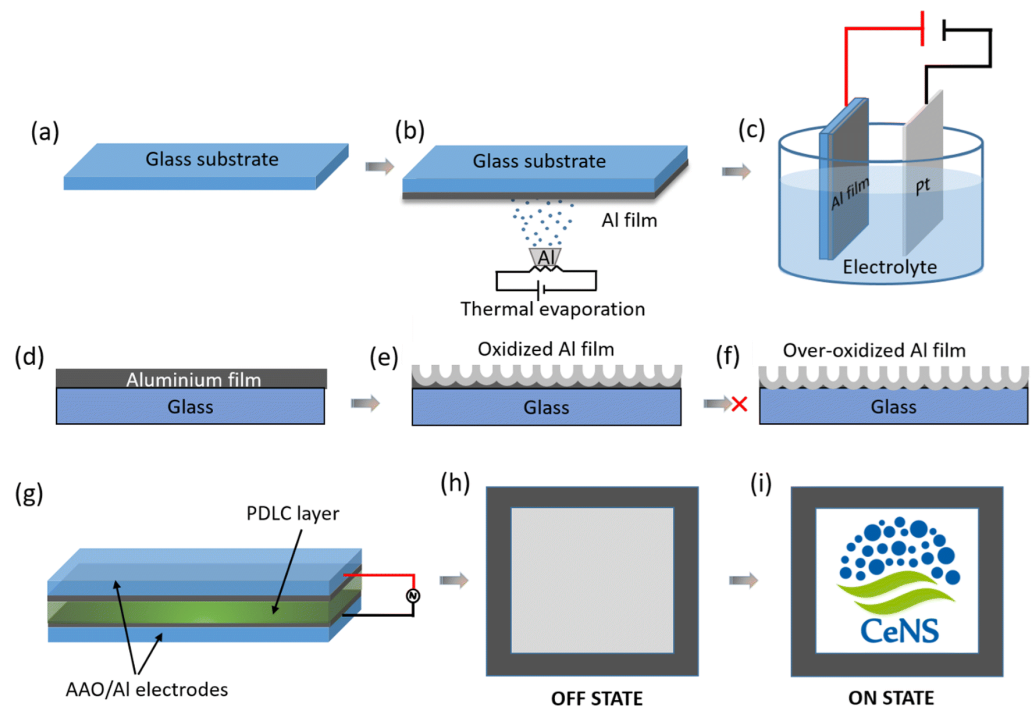 (a)
Glass substrate
(b)
Glass substrate
Al film
Al
Thermal evaporation
(c)
Al film
Pt
Electrolyte
(d)
Aluminium film
Glass
(e)
Oxidized Al film
Glass
(f)
Over-oxidized Al film
Glass
(g)
PDLC layer
N
AAO/Al electrodes
(h)
OFF STATE
(i)
CeNS
ON STATE